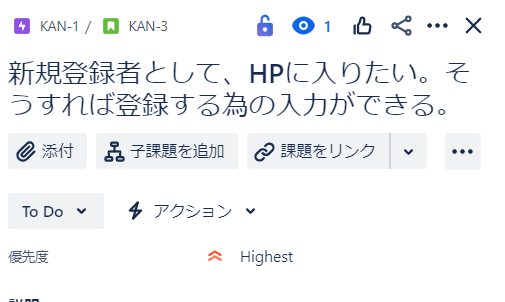 KAN-1 / KAN-3 1
新規登録者として、HPに入りたい。そ
うすれば登録する為の入力ができる。
添付 子課題を追加 課題をリンク
To Do アクション
優先度 Highest